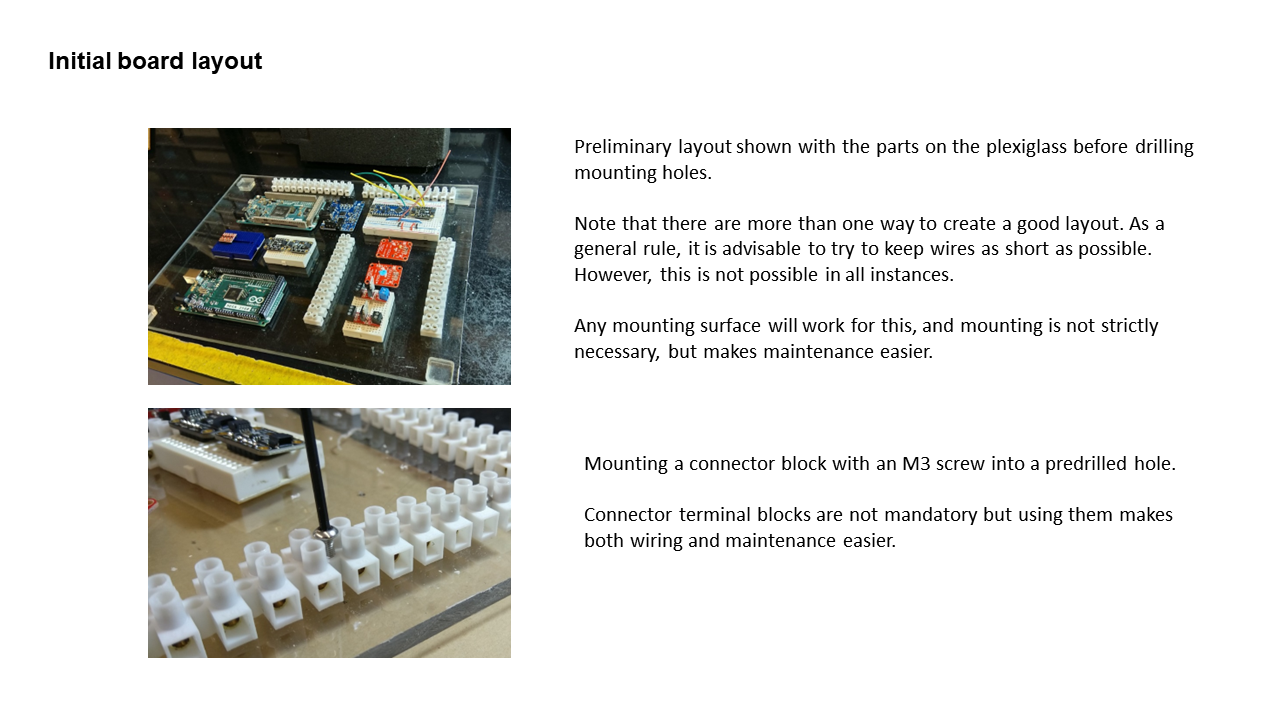 Initial board layout
Preliminary layout shown with the parts on the plexiglass before drilling
mounting holes.
Note that there are more than one way to create a good layout. As a
general rule, it is advisable to try to keep wires as short as possible.
However, this is not possible in all instances.
Any mounting surface will work for this, and mounting is not strictly
necessary, but makes maintenance easier.
Mounting a connector block with an M3 screw into a predrilled hole.
Connector terminal blocks are not mandatory but using them makes
both wiring and maintenance easier.